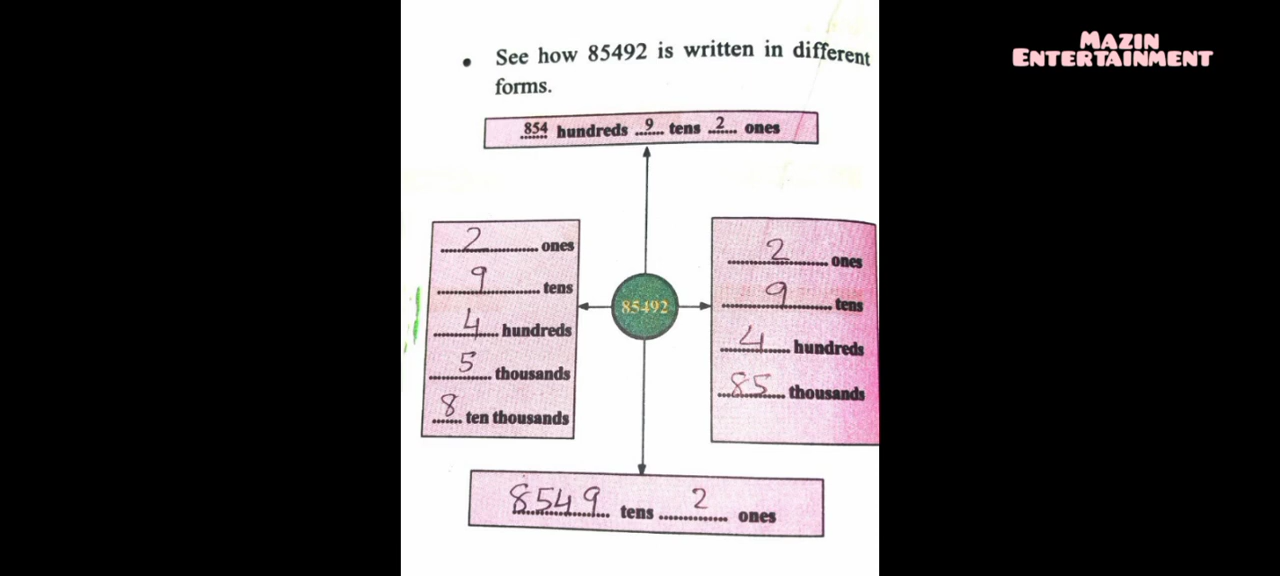 MAZIN
ENTERTAINMENT
• See how 85492 is written in different
forms.
854 hundreds 9 tens 2 ones
2 ones
9 tens
4 hundreds
5 thousands
8 ten thousands
85492
2 ones
9 tens
4 hundreds
85 thousands
8549 tens 2 ones